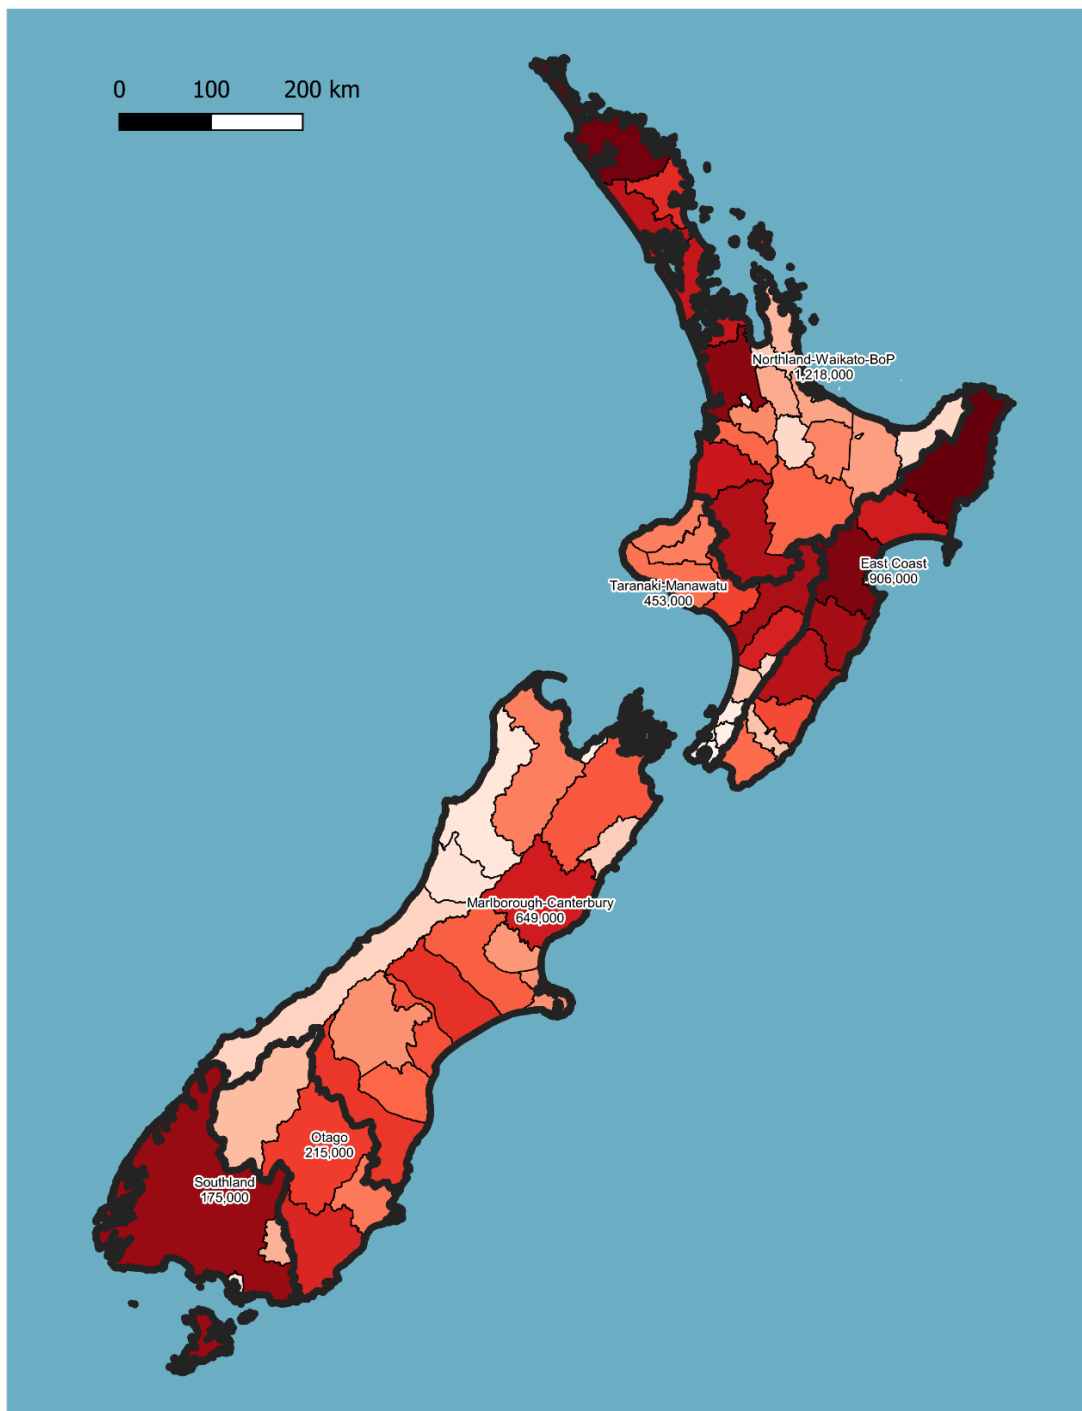 0 100 200 km
Northland-Waikato-BoP
1,218,000
East Coast
906,000
Taranaki-Manawatu
453,000
Marlborough-Canterbury
649,000
Otago
215,000
Southland
175,000